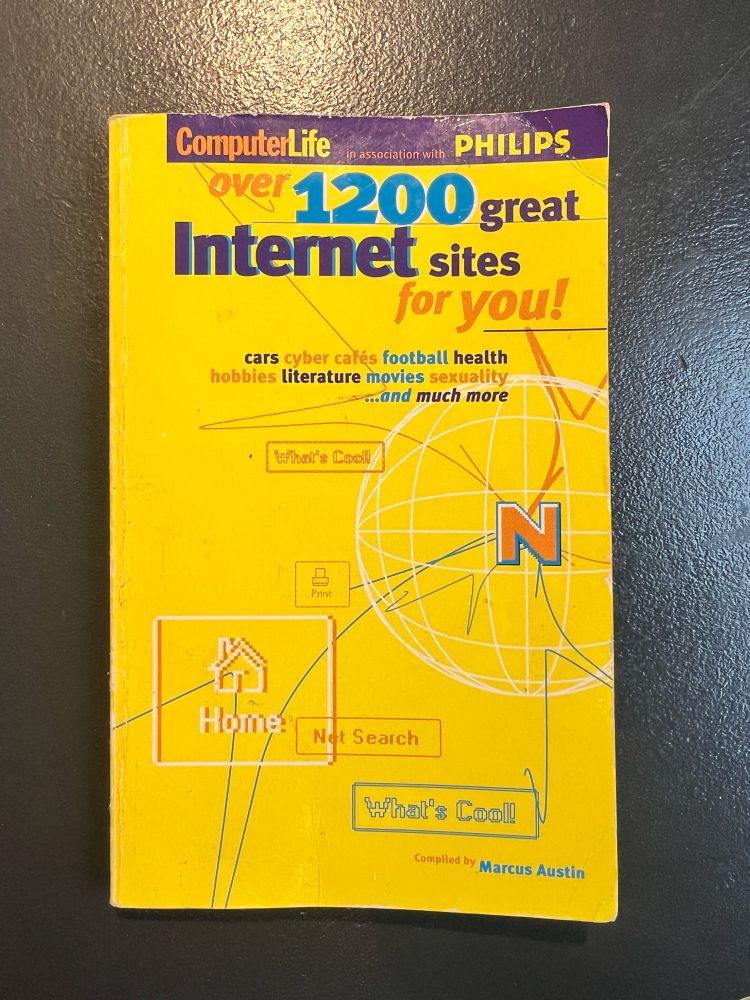 ComputerLife in association with PHILIPS
over 1200 great
Internet sites
for you!
cars cyber cafés football health
hobbies literature movies sexuality
...and much more
What's Cool!
N
Print
Home
Net Search
What's Cool!
Compiled by Marcus Austin